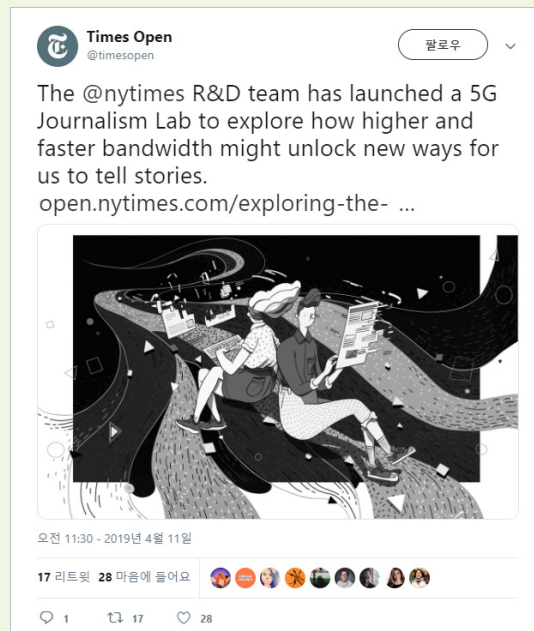 Times Open
@timesopen
팔로우
The @nytimes R&D team has launched a 5G
Journalism Lab to explore how higher and
faster bandwidth might unlock new ways for
us to tell stories.
open.nytimes.com/exploring-the- ...
오전 11:30 - 2019년 4월 11일
17 리트윗 28 마음에 들어요
1 17 28